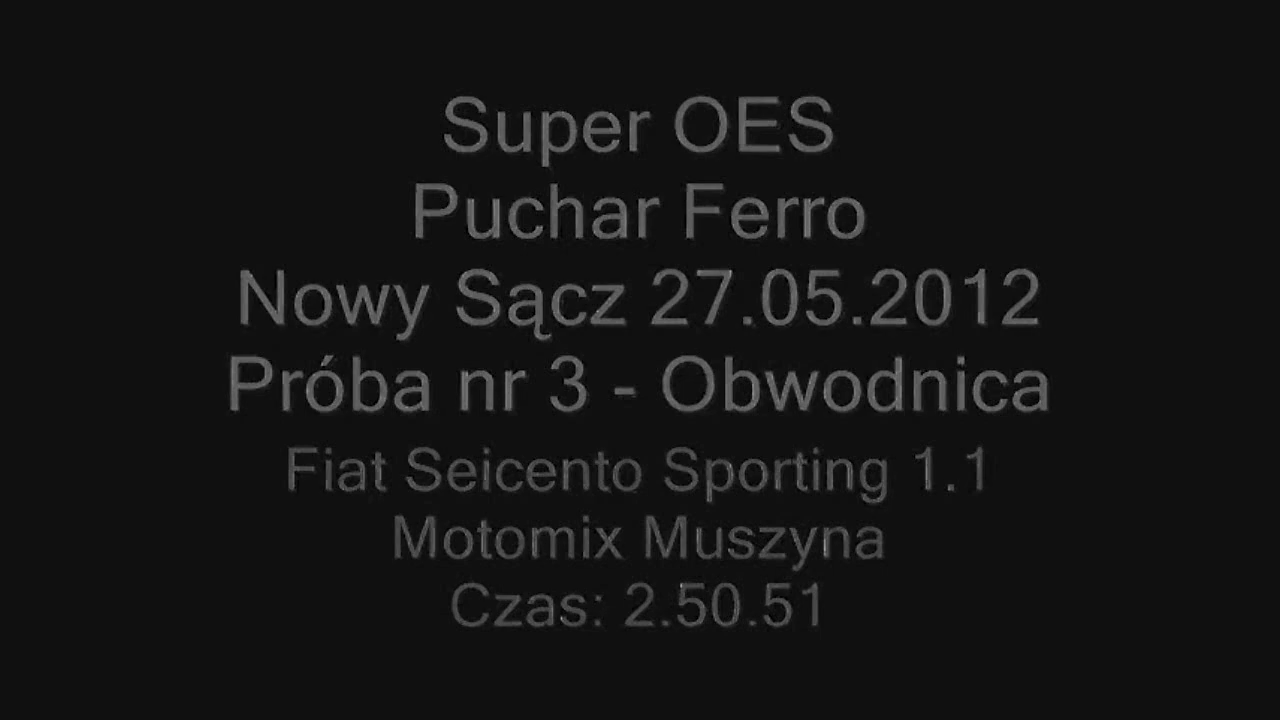 Super OES
Puchar Ferro
Nowy Sącz 27.05.2012
Próba nr 3 - Obwodnica
Fiat Seicento Sporting 1.1
Motomix Muszyna
Czas: 2.50.51